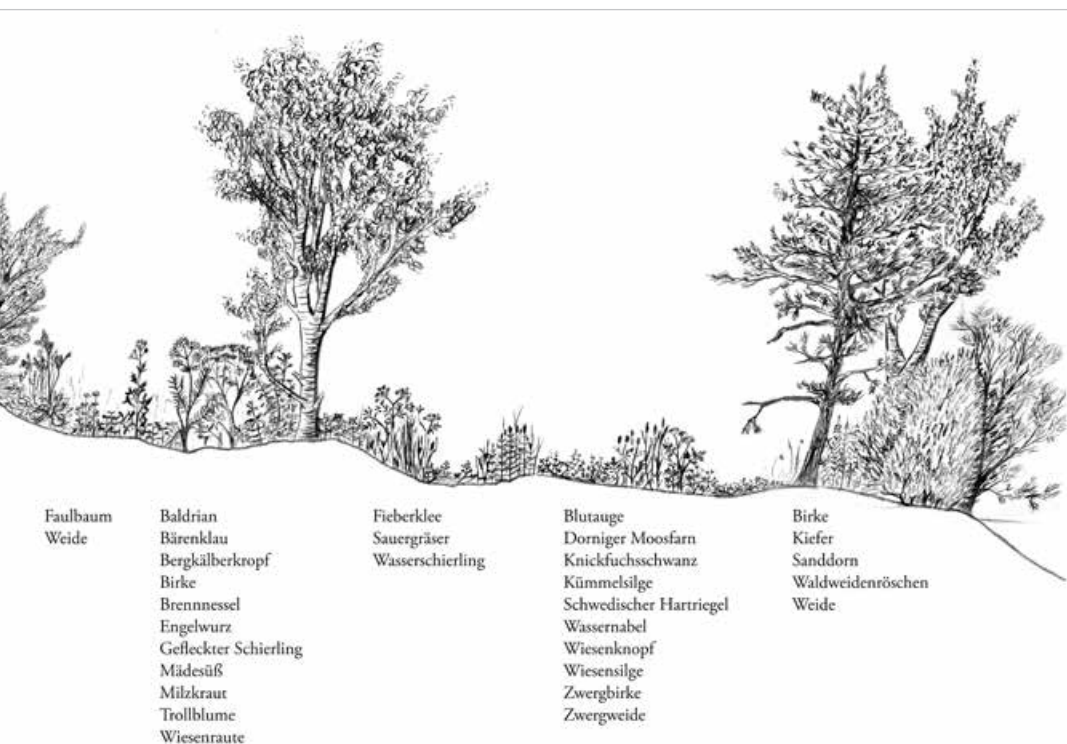 Faulbaum
Weide
Baldrian
Bärenklau
Bergkälberkropf
Birke
Brennnessel
Engelwurz
Gefleckter Schierling
Mädesüß
Milzkraut
Trollblume
Wiesenraute
Fieberklee
Sauergräser
Wasserschierling
Blutauge
Dorniger Moosfarn
Knickfuchsschwanz
Kümmelsilge
Schwedischer Hartriegel
Wassernabel
Wiesenknopf
Wiesensilge
Zwergbirke
Zwergweide
Birke
Kiefer
Sanddorn
Waldweidenröschen
Weide